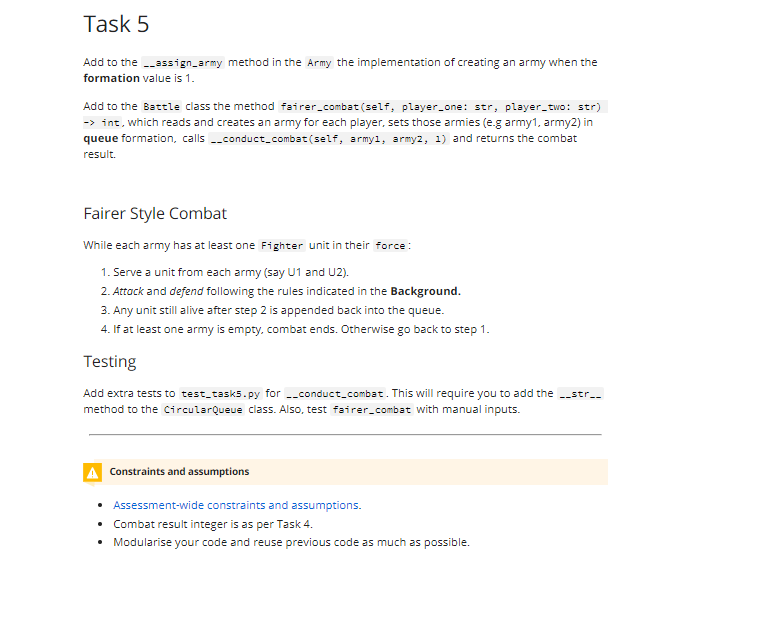 Task 5
Add to the __assign_army method in the Army the implementation of creating an army when the
formation value is 1.
Add to the Battle class the method fairer_combat(self, player_one: str, player_two: str)
-> int, which reads and creates an army for each player, sets those armies (e.g army1, army2) in
queue formation, calls __conduct_combat(self, army1, army2, 1) and returns the combat
result.
Fairer Style Combat
While each army has at least one Fighter unit in their force:
1. Serve a unit from each army (say U1 and U2).
2. Attack and defend following the rules indicated in the Background.
3. Any unit still alive after step 2 is appended back into the queue.
4. If at least one army is empty, combat ends. Otherwise go back to step 1.
Testing
Add extra tests to test_task5.py for __conduct_combat. This will require you to add the __str__
method to the CircularQueue class. Also, test fairer_combat with manual inputs.
Constraints and assumptions
• Assessment-wide constraints and assumptions.
• Combat result integer is as per Task 4.
• Modularise your code and reuse previous code as much as possible.